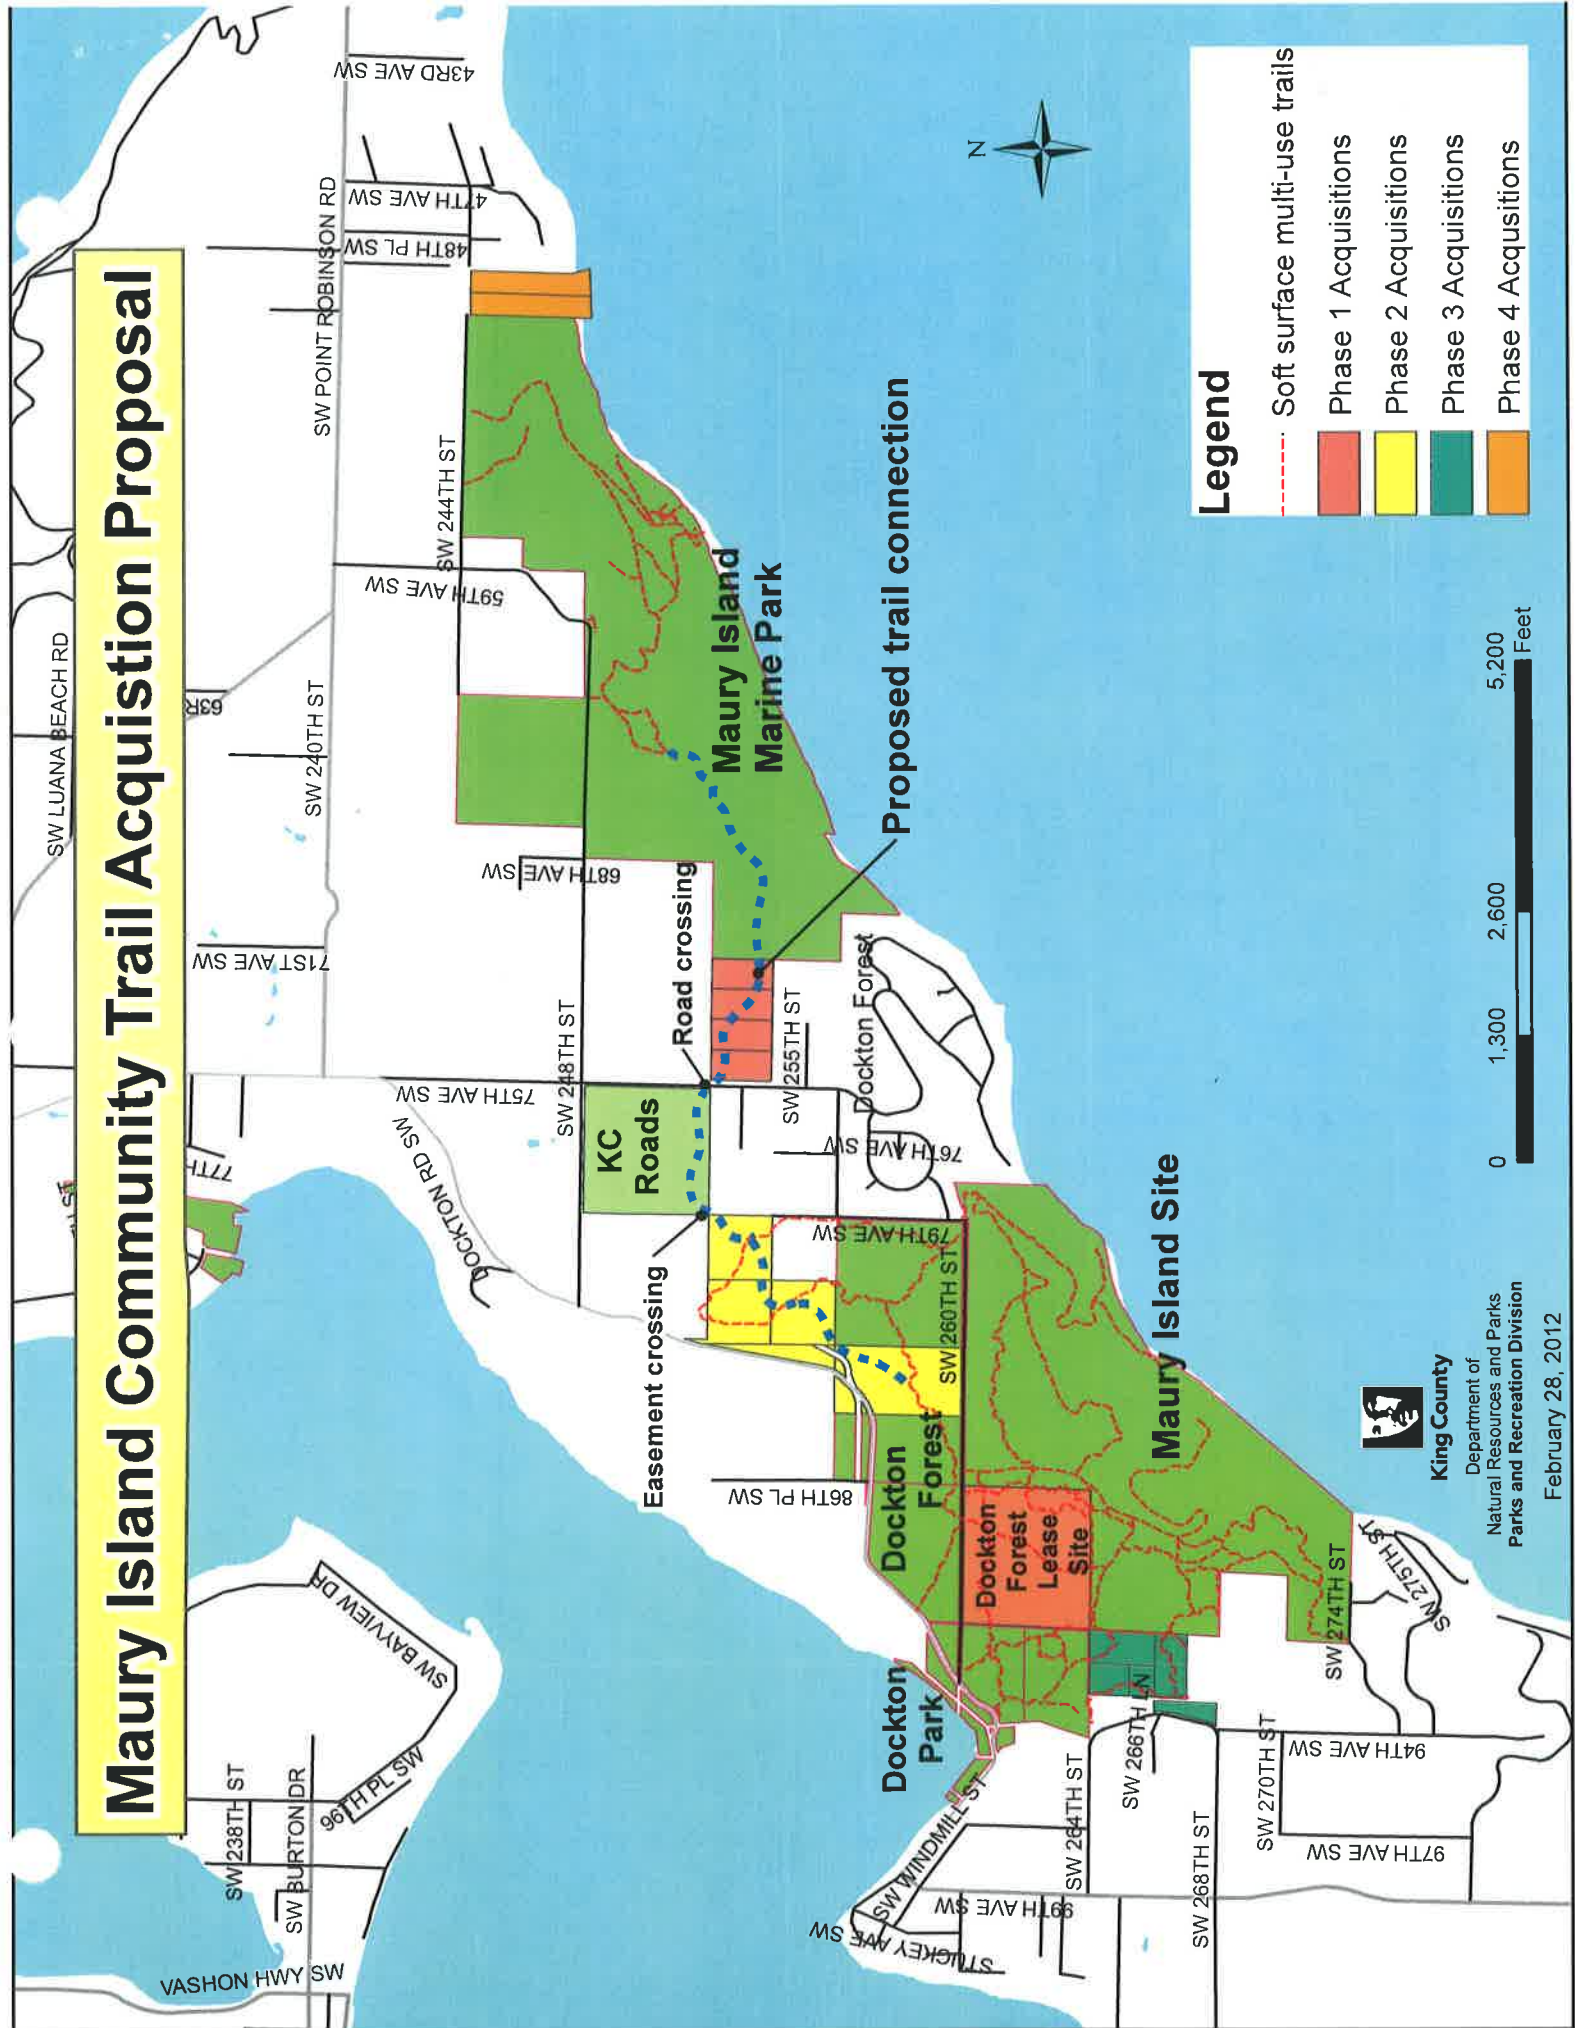 Maury Island Community Trail Acquistion Proposal
SW LUANA BEACH RD
SW POINT ROBINSON RD
43RD AVE SW
47TH AVE SW
48TH PL SW
SW 244TH ST
59TH AVE SW
SW 240TH ST
68TH AVE SW
71ST AVE SW
SW 248TH ST
75TH AVE SW
DOCKTON RD SW
77TH
SW BAYVIEW DR
96TH PL SW
SW 238TH ST
SW BURTON DR
VASHON HWY SW
KC
Roads
Road crossing
Easement crossing
Maury Island
Marine Park
Proposed trail connection
SW 255TH ST
Dockton Forest
76TH AVE SW
79TH AVE SW
SW 260TH ST
86TH PL SW
Dockton
Forest
Dockton
Forest
Lease
Site
Maury Island Site
Dockton
Park
SW WINDMILL ST
STUCKEY AVE SW
99TH AVE SW
SW 264TH ST
SW 266TH LN
SW 268TH ST
SW 270TH ST
94TH AVE SW
97TH AVE SW
SW 274TH ST
SW 275TH ST
N
Legend
Soft surface multi-use trails
Phase 1 Acquisitions
Phase 2 Acquisitions
Phase 3 Acquisitions
Phase 4 Acqusitions
0 1,300 2,600 5,200
Feet
King County
Department of
Natural Resources and Parks
Parks and Recreation Division
February 28, 2012